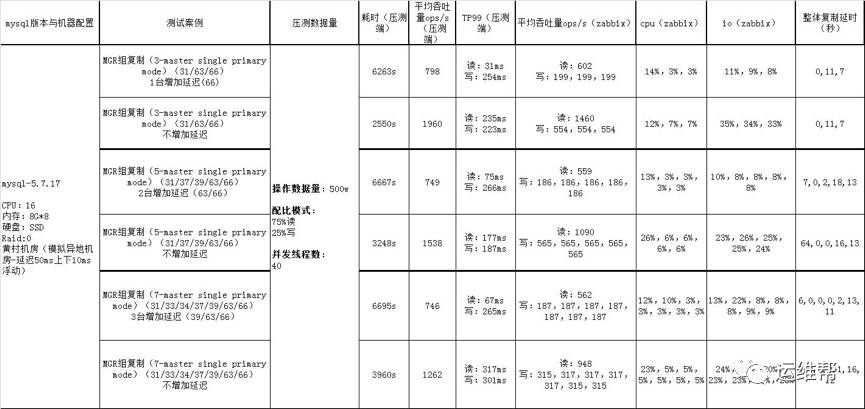 mysql版本与机器配置
测试案例
压测数据量
耗时（压测端）
平均吞吐量ops/s（压测端）
TP99（压测端）
平均吞吐量ops/s（zabbix）
cpu（zabbix）
io（zabbix）
整体复制延时（秒）
mysql-5.7.17
CPU：16
内存：8G*8
硬盘：SSD
Raid:0
黄村机房（模拟异地机
房-延迟50ms上下10ms
浮动）
操作数据量：500w
配比模式：
75%读
25%写
并发线程数：
40
MGR组复制（3-master single primary
mode）（31/63/66）
1台增加延迟(66)
6263s
798
读：31ms
写：254ms
读：602
写：199，199，199
14%，3%，3%
11%，9%，8%
0,11,7
MGR组复制（3-master single primary
mode）（31/63/66）
不增加延迟
2550s
1960
读：235ms
写：223ms
读：1460
写：554，554，554
12%，7%，7%
35%，34%，33%
0,11,7
MGR组复制（5-master single primary
mode）（31/37/39/63/66）
2台增加延迟（63/66）
6667s
749
读：75ms
写：266ms
读：559
写：186，186，186，186，
186
13%，3%，3%，
3%，3%
10%，8%，8%，8%，
8%
7,0,2,18,13
MGR组复制（5-master single primary
mode）（31/37/39/63/66）
不增加延迟
3248s
1538
读：177ms
写：187ms
读：1090
写：565，565，565，565，
565
26%，6%，6%，
6%，6%
23%，26%，25%，
25%，24%
64,0,0,16,13
MGR组复制（7-master single primary
mode）（31/33/34/37/39/63/66）
3台增加延迟（39/63/66）
6695s
746
读：67ms
写：265ms
读：562
写：187，187，187，187，
187，187，187
12%，10%，3%，
3%，3%，3%，3%
13%，22%，8%，8%，
8%，9%，9%
6,0,0,0,2,13,
11
MGR组复制（7-master single primary
mode）（31/33/34/37/39/63/66）
不增加延迟
3960s
1262
读：317ms
写：301ms
读：948
写：315，317，317，317，
317，315，315
23%，5%，5%，
5%，5%，5%，5%
24%，
20%，
23%，23%，
运维帮